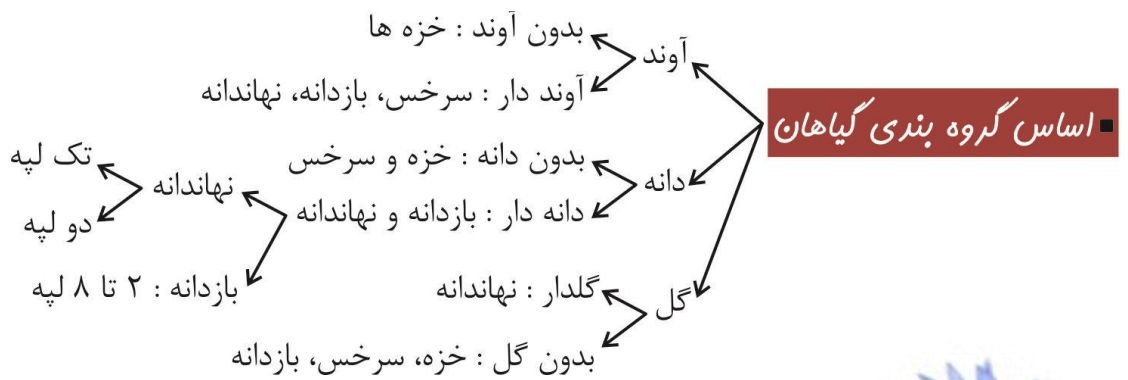 ▪ اساس گروه بندی گیاهان
آوند
بدون آوند : خزه ها
آوند دار : سرخس، بازدانه، نهاندانه
دانه
بدون دانه : خزه و سرخس
دانه دار : بازدانه و نهاندانه
نهاندانه
تک لپه
دو لپه
بازدانه : ۲ تا ۸ لپه
گل
گلدار : نهاندانه
بدون گل : خزه، سرخس، بازدانه